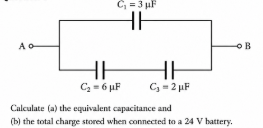 C₁ = 3 μF
A
B
C₂ = 6 μF
C₃ = 2 μF
Calculate (a) the equivalent capacitance and
(b) the total charge stored when connected to a 24 V battery.